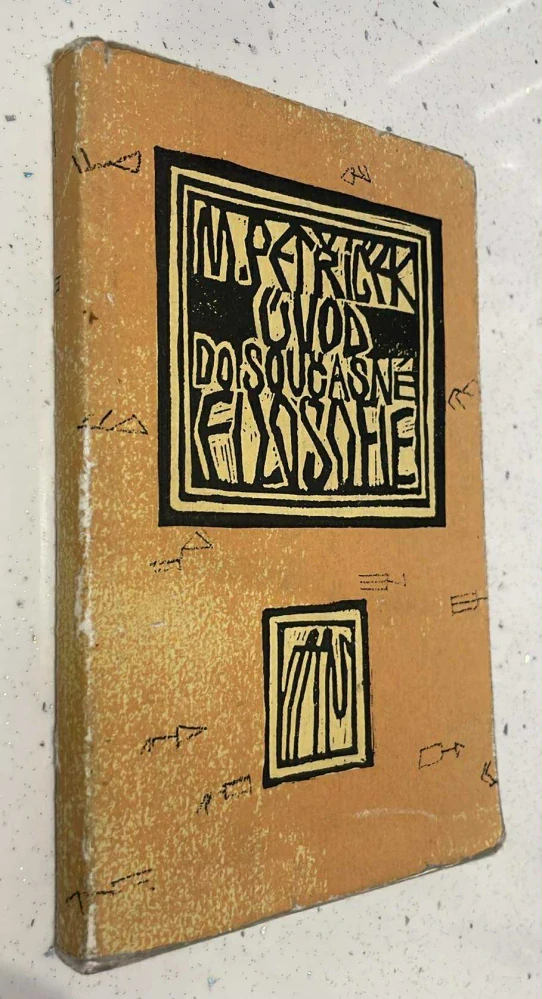 M. PETŘÍČEK
ÚVOD
DO SOUČASNÉ
FILOSOFIE